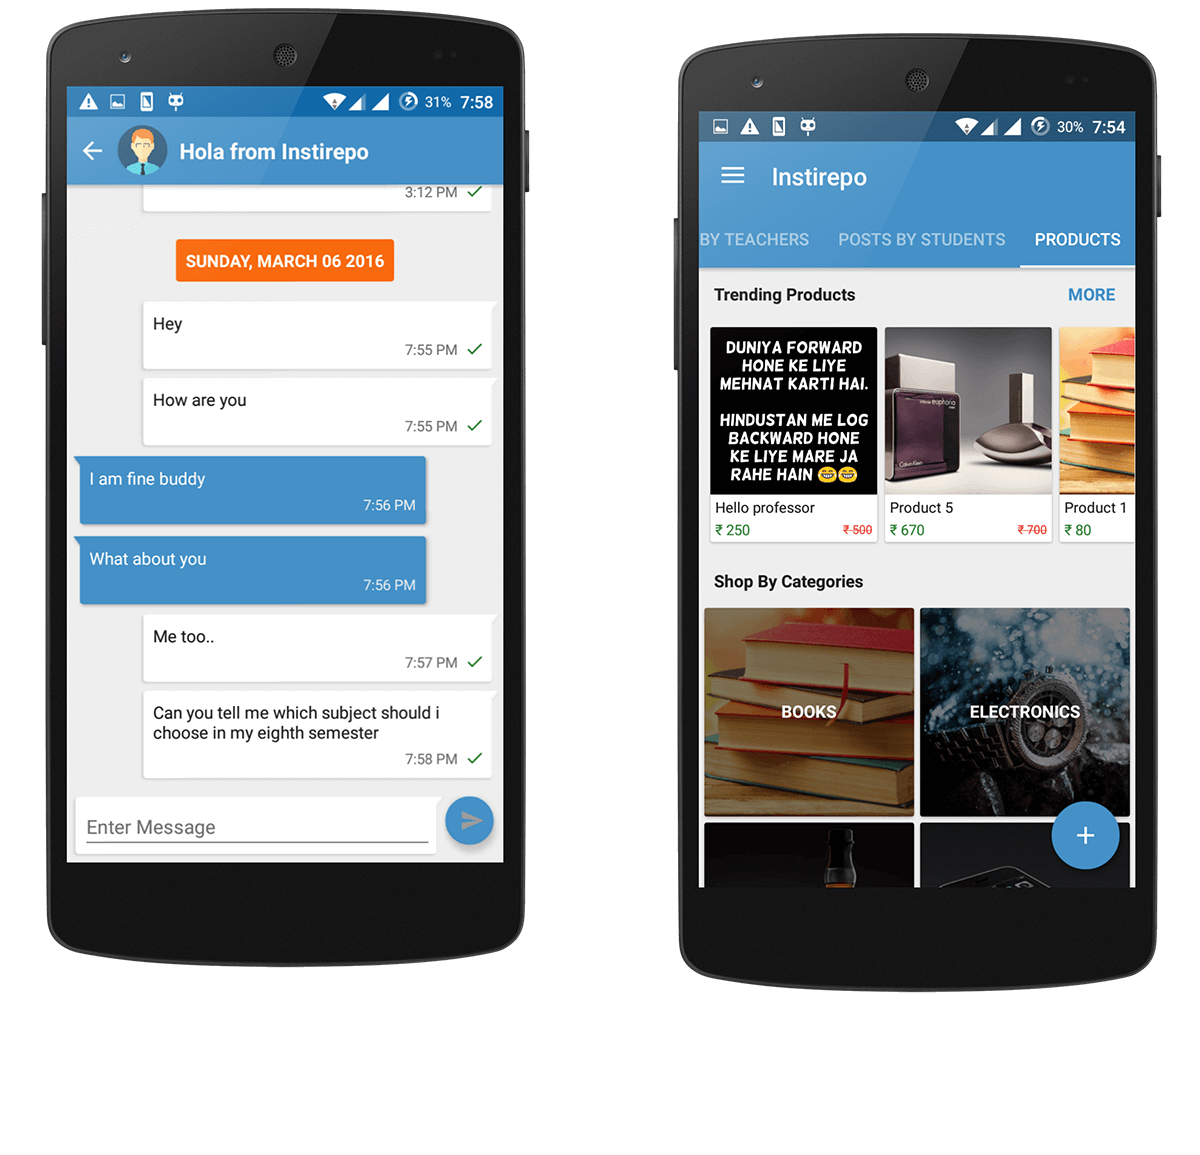 31% 7:58
Hola from Instirepo
3:12 PM
SUNDAY, MARCH 06 2016
Hey
7:55 PM
How are you
7:55 PM
I am fine buddy
7:56 PM
What about you
7:56 PM
Me too..
7:57 PM
Can you tell me which subject should i
choose in my eighth semester
7:58 PM
Enter Message
30% 7:54
Instirepo
BY TEACHERS POSTS BY STUDENTS PRODUCTS
Trending Products MORE
DUNIYA FORWARD
HONE KE LIYE
MEHNAT KARTI HAI.
HINDUSTAN ME LOG
BACKWARD HONE
KE LIYE MARE JA
RAHE HAIN 😂😂
euphoria
Calvin Klein
Hello professor
₹ 250 ₹ 500
Product 5
₹ 670 ₹ 700
Product 1
₹ 80
Shop By Categories
BOOKS
ELECTRONICS